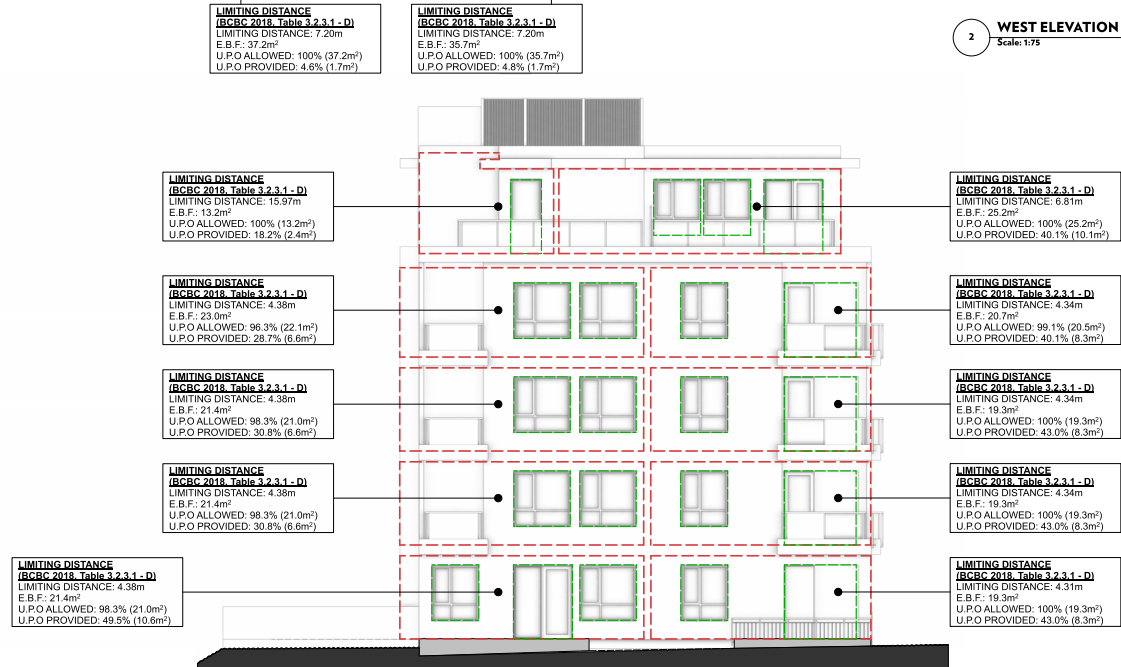 LIMITING DISTANCE
(BCBC 2018, Table 3.2.3.1 - D)
LIMITING DISTANCE: 7.20m
E.B.F.: 37.2m²
U.P.O ALLOWED: 100% (37.2m²)
U.P.O PROVIDED: 4.6% (1.7m²)
LIMITING DISTANCE
(BCBC 2018, Table 3.2.3.1 - D)
LIMITING DISTANCE: 7.20m
E.B.F.: 35.7m²
U.P.O ALLOWED: 100% (35.7m²)
U.P.O PROVIDED: 4.8% (1.7m²)
2
WEST ELEVATION
Scale: 1:75
LIMITING DISTANCE
(BCBC 2018, Table 3.2.3.1 - D)
LIMITING DISTANCE: 15.97m
E.B.F.: 13.2m²
U.P.O ALLOWED: 100% (13.2m²)
U.P.O PROVIDED: 18.2% (2.4m²)
LIMITING DISTANCE
(BCBC 2018, Table 3.2.3.1 - D)
LIMITING DISTANCE: 6.81m
E.B.F.: 25.2m²
U.P.O ALLOWED: 100% (25.2m²)
U.P.O PROVIDED: 40.1% (10.1m²)
LIMITING DISTANCE
(BCBC 2018, Table 3.2.3.1 - D)
LIMITING DISTANCE: 4.38m
E.B.F.: 23.0m²
U.P.O ALLOWED: 96.3% (22.1m²)
U.P.O PROVIDED: 28.7% (6.6m²)
LIMITING DISTANCE
(BCBC 2018, Table 3.2.3.1 - D)
LIMITING DISTANCE: 4.34m
E.B.F.: 20.7m²
U.P.O ALLOWED: 99.1% (20.5m²)
U.P.O PROVIDED: 40.1% (8.3m²)
LIMITING DISTANCE
(BCBC 2018, Table 3.2.3.1 - D)
LIMITING DISTANCE: 4.38m
E.B.F.: 21.4m²
U.P.O ALLOWED: 98.3% (21.0m²)
U.P.O PROVIDED: 30.8% (6.6m²)
LIMITING DISTANCE
(BCBC 2018, Table 3.2.3.1 - D)
LIMITING DISTANCE: 4.34m
E.B.F.: 19.3m²
U.P.O ALLOWED: 100% (19.3m²)
U.P.O PROVIDED: 43.0% (8.3m²)
LIMITING DISTANCE
(BCBC 2018, Table 3.2.3.1 - D)
LIMITING DISTANCE: 4.38m
E.B.F.: 21.4m²
U.P.O ALLOWED: 98.3% (21.0m²)
U.P.O PROVIDED: 30.8% (6.6m²)
LIMITING DISTANCE
(BCBC 2018, Table 3.2.3.1 - D)
LIMITING DISTANCE: 4.34m
E.B.F.: 19.3m²
U.P.O ALLOWED: 100% (19.3m²)
U.P.O PROVIDED: 43.0% (8.3m²)
LIMITING DISTANCE
(BCBC 2018, Table 3.2.3.1 - D)
LIMITING DISTANCE: 4.38m
E.B.F.: 21.4m²
U.P.O ALLOWED: 98.3% (21.0m²)
U.P.O PROVIDED: 49.5% (10.6m²)
LIMITING DISTANCE
(BCBC 2018, Table 3.2.3.1 - D)
LIMITING DISTANCE: 4.31m
E.B.F.: 19.3m²
U.P.O ALLOWED: 100% (19.3m²)
U.P.O PROVIDED: 43.0% (8.3m²)